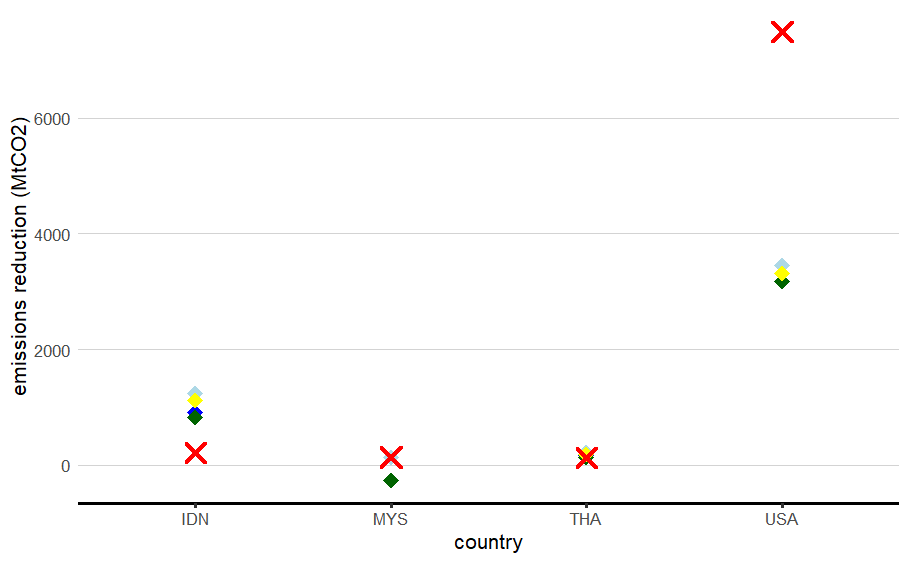 emissions reduction (MtCO2)
6000
4000
2000
0
IDN MYS THA USA
country